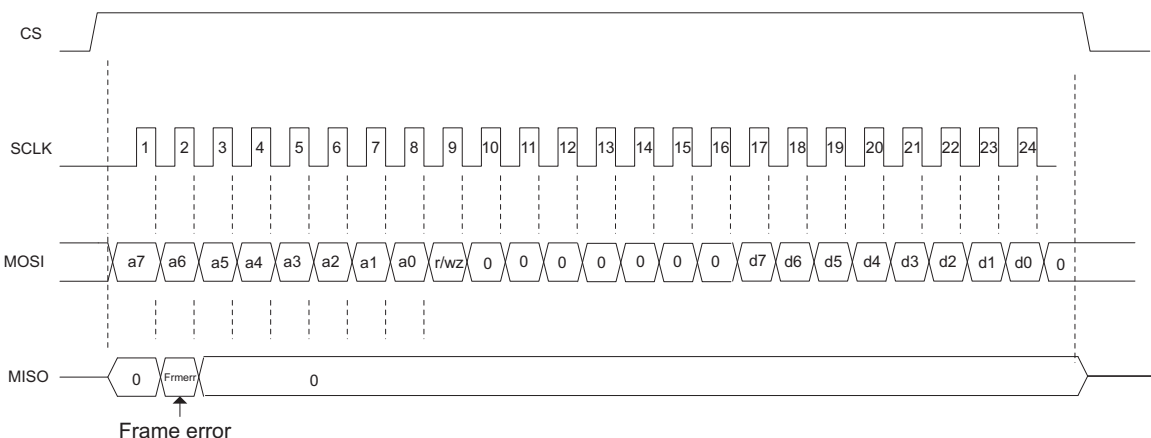 CS
SCLK 1 2 3 4 5 6 7 8 9 10 11 12 13 14 15 16 17 18 19 20 21 22 23 24
MOSI a7 a6 a5 a4 a3 a2 a1 a0 r/wz 0 0 0 0 0 0 0 d7 d6 d5 d4 d3 d2 d1 d0 0
MISO 0 Frmerr 0
Frame error